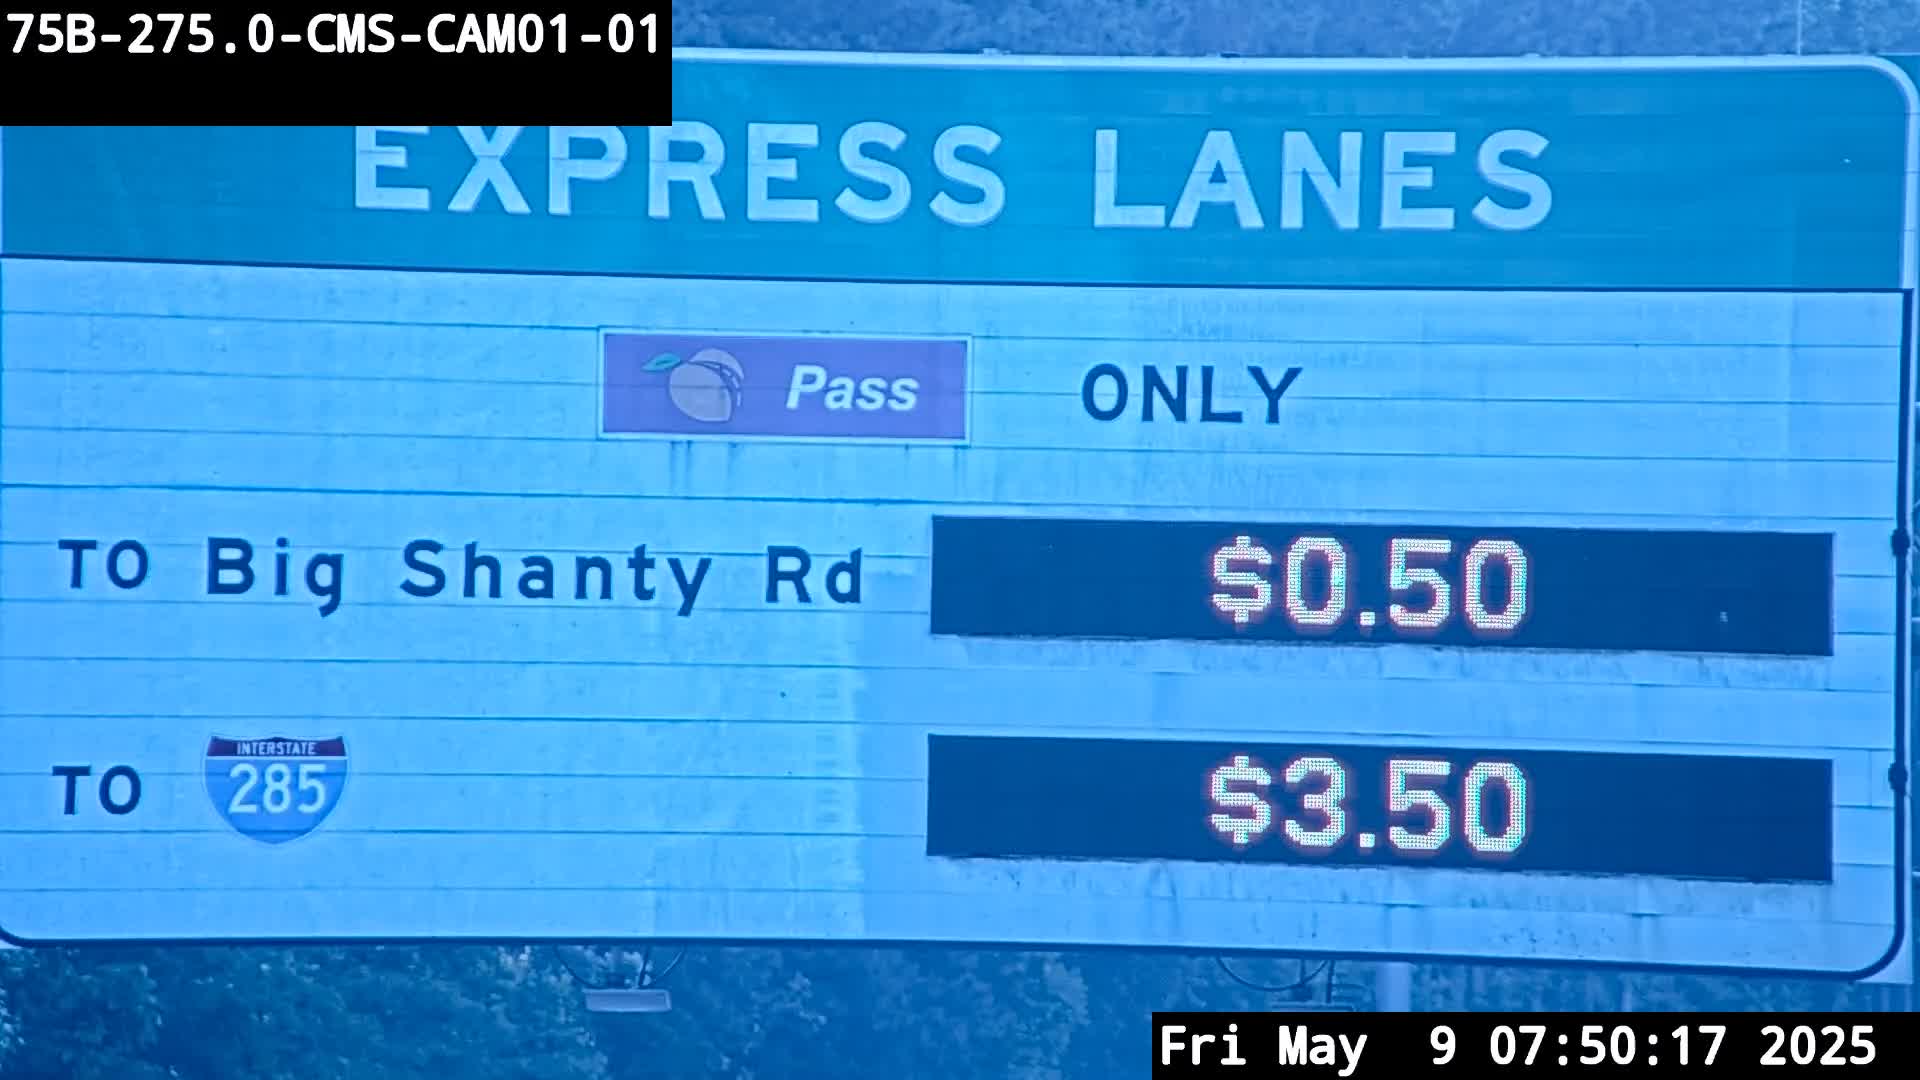 75B-275.0-CMS-CAM01-01
EXPRESS LANES
Pass ONLY
TO Big Shanty Rd $0.50
INTERSTATE
TO 285 $3.50
Fri May 9 07:50:17 2025